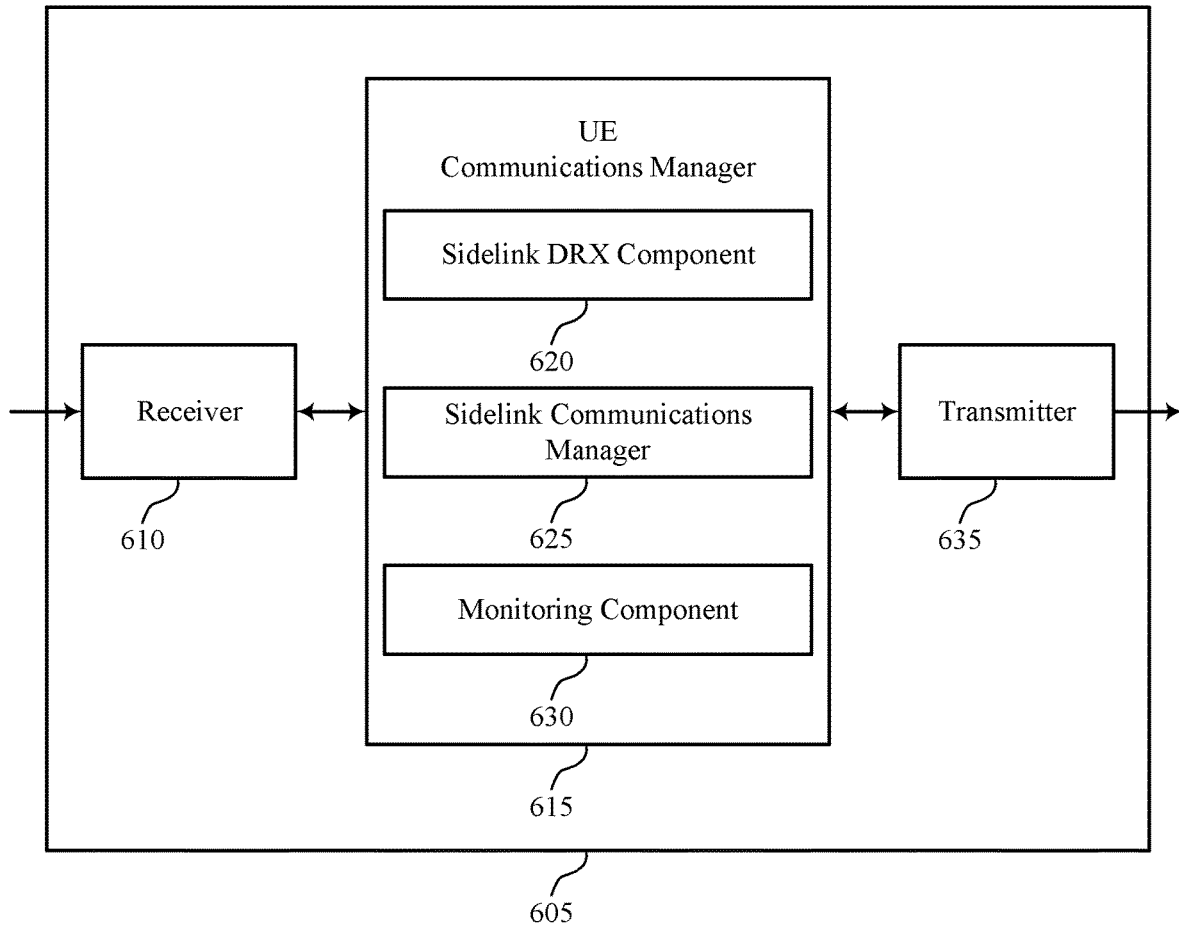 UE
Communications Manager
Sidelink DRX Component
620
Receiver
610
Sidelink Communications
Manager
625
Transmitter
635
Monitoring Component
630
615
605